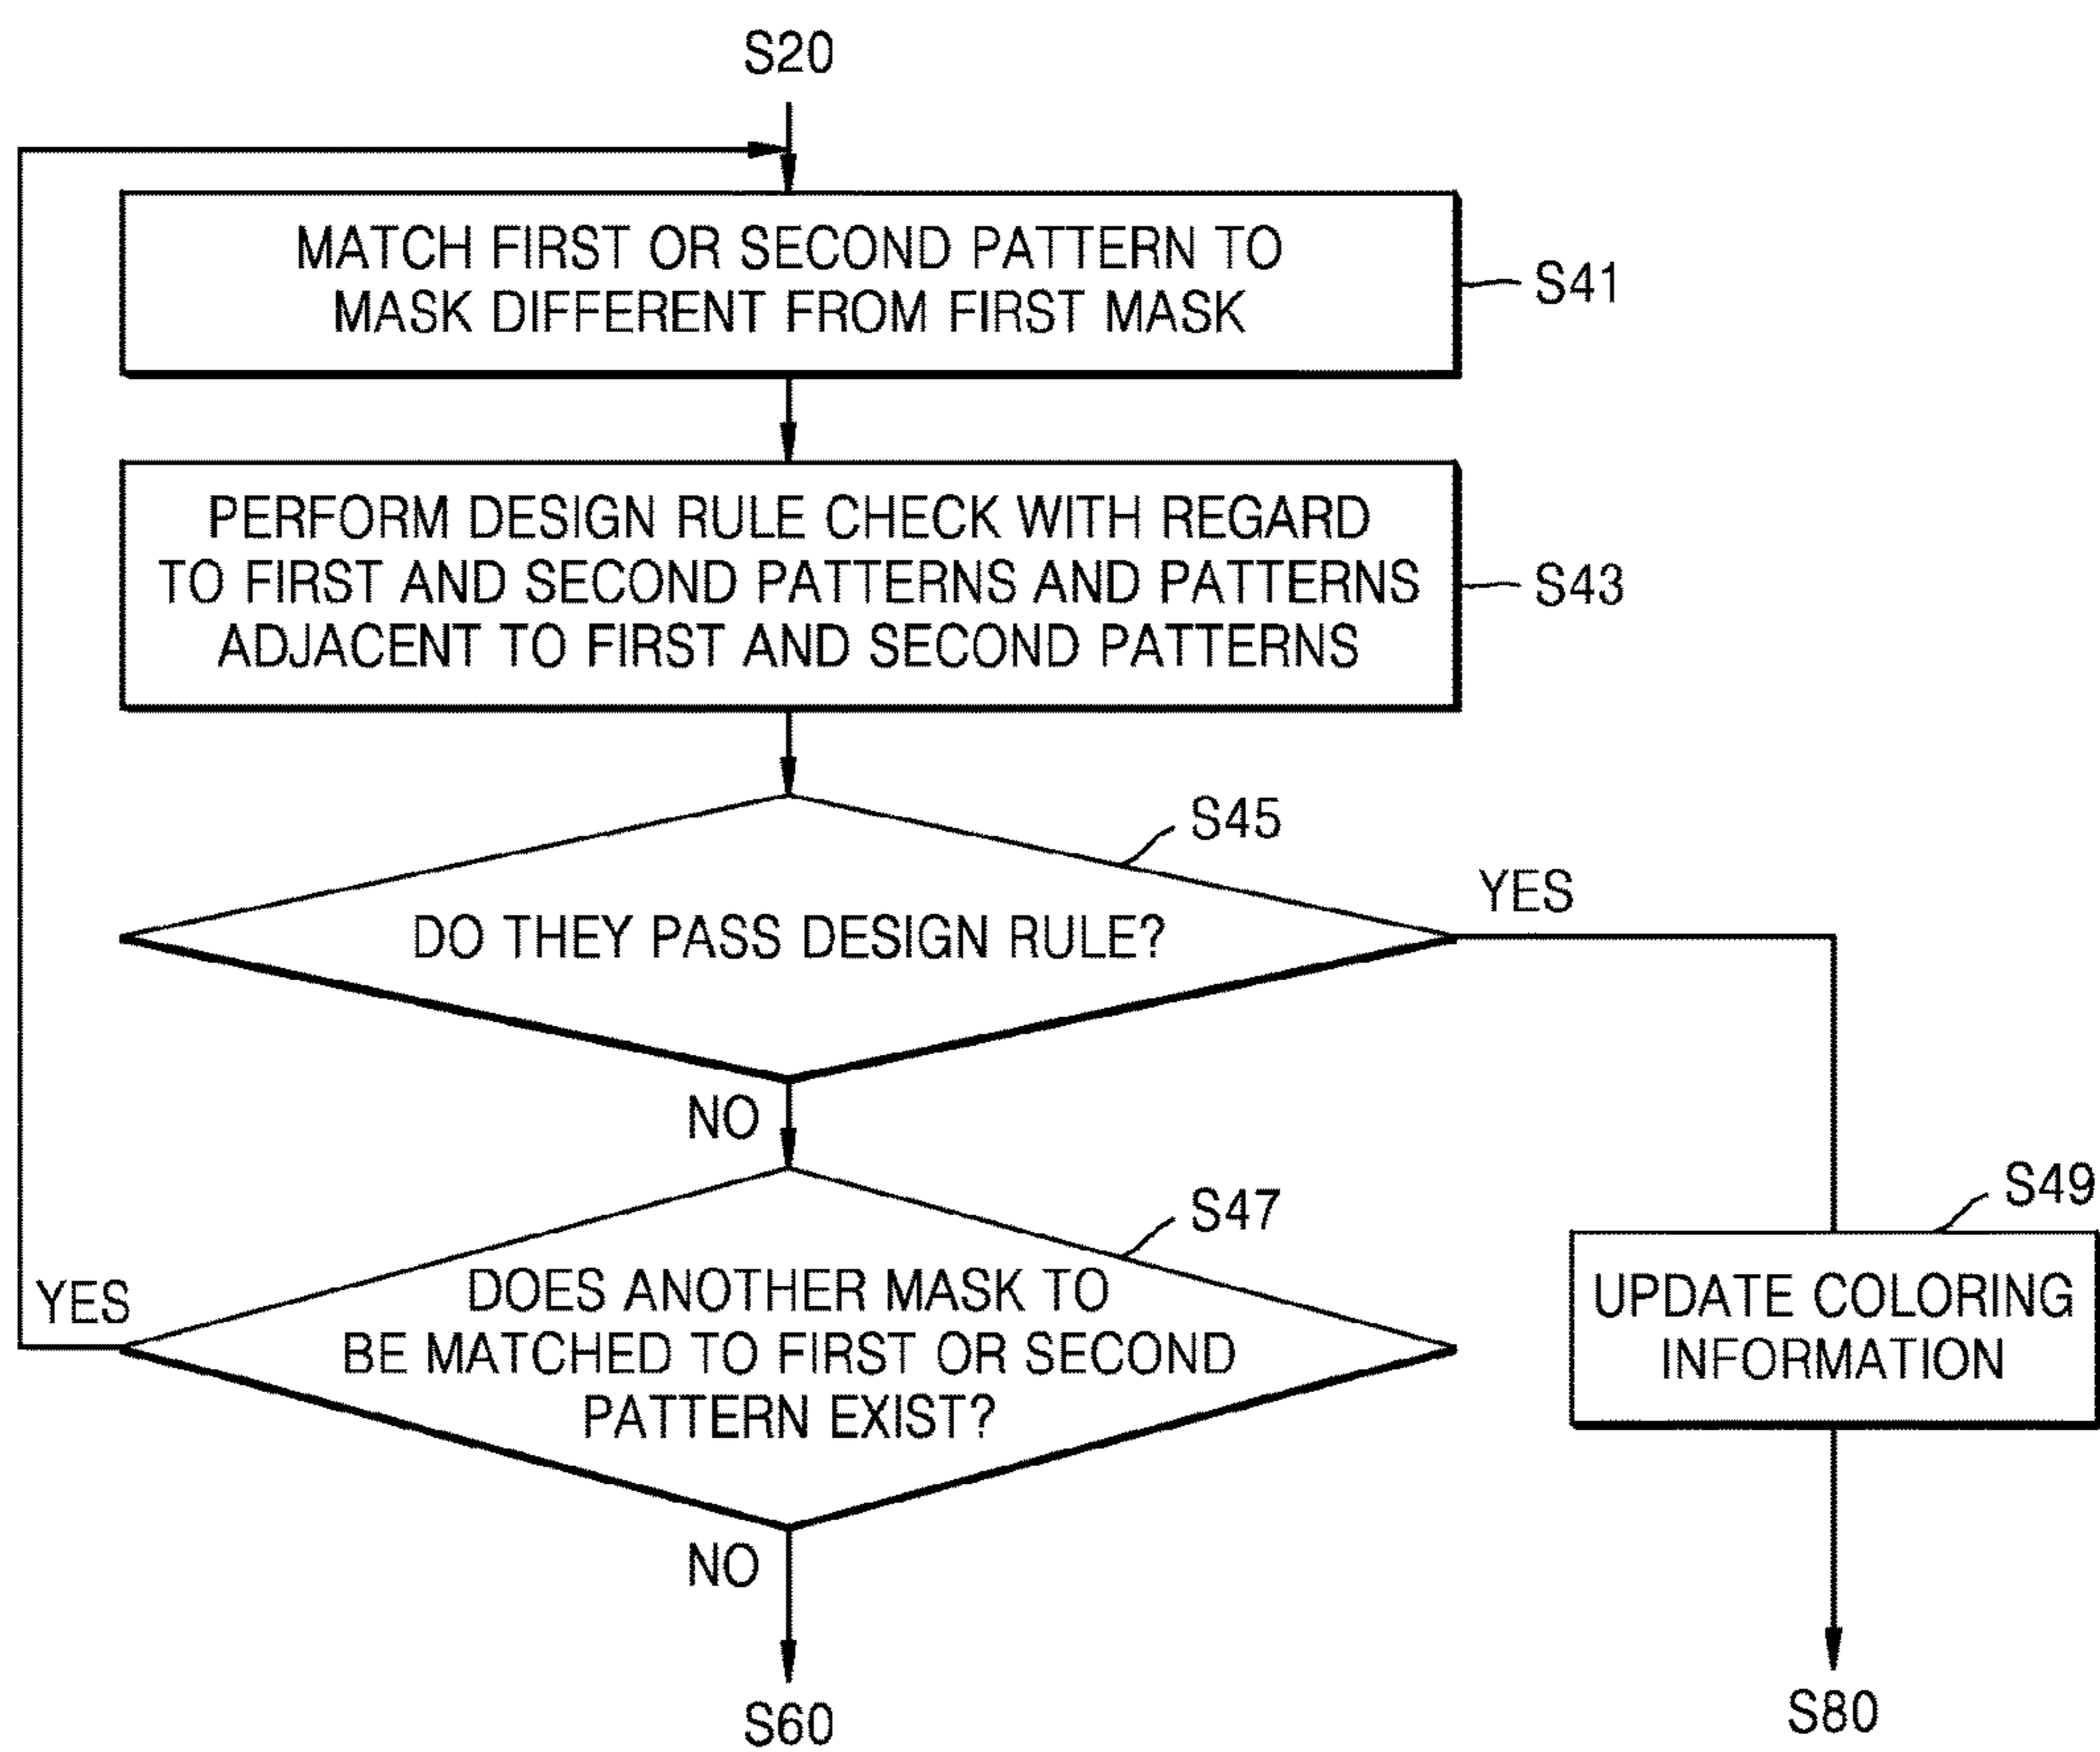 S20
MATCH FIRST OR SECOND PATTERN TO
MASK DIFFERENT FROM FIRST MASK
S41
PERFORM DESIGN RULE CHECK WITH REGARD
TO FIRST AND SECOND PATTERNS AND PATTERNS
ADJACENT TO FIRST AND SECOND PATTERNS
S43
S45
DO THEY PASS DESIGN RULE?
YES
NO
S47
DOES ANOTHER MASK TO
BE MATCHED TO FIRST OR SECOND
PATTERN EXIST?
YES
NO
S49
UPDATE COLORING
INFORMATION
S60
S80